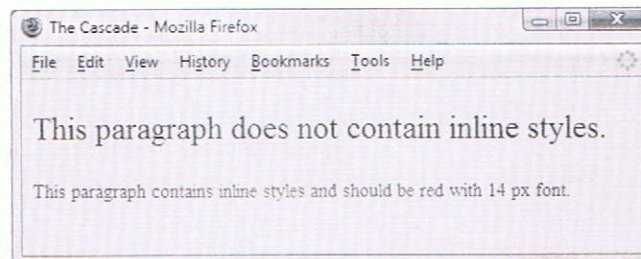 The Cascade - Mozilla Firefox
File Edit View History Bookmarks Tools Help
This paragraph does not contain inline styles.
This paragraph contains inline styles and should be red with 14 px font.